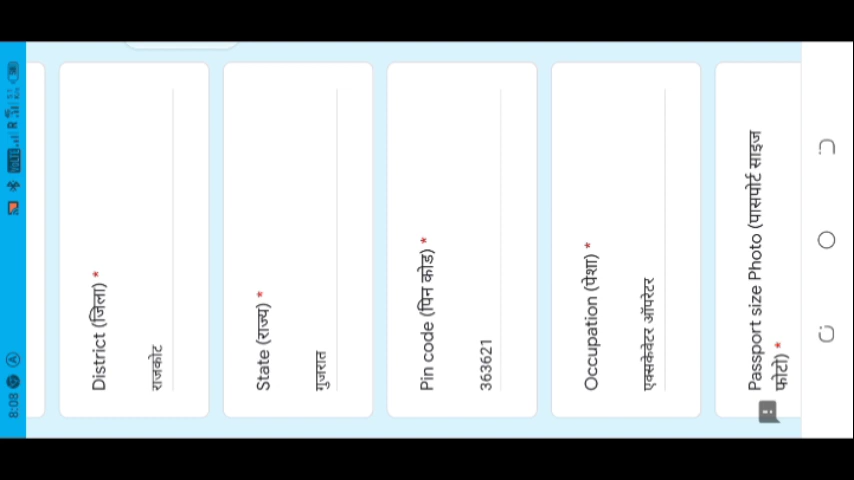 8:08
District (जिला) *
राजकोट
State (राज्य) *
गुजरात
Pin code (पिन कोड) *
363621
Occupation (पेशा) *
एक्सकेवेटर ऑपरेटर
Passport size Photo (पासपोर्ट साइज
फोटो) *